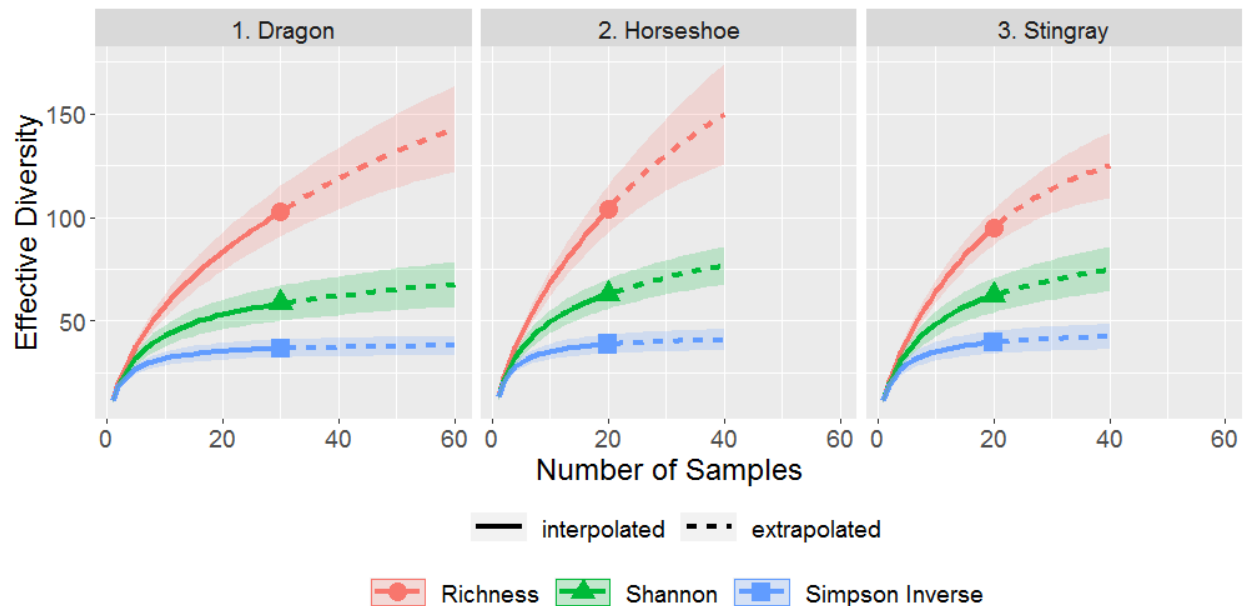 1. Dragon 2. Horseshoe 3. Stingray
Effective Diversity
150
100
50
0 20 40 60 0 20 40 60 0 20 40 60
Number of Samples
interpolated extrapolated
Richness Shannon Simpson Inverse